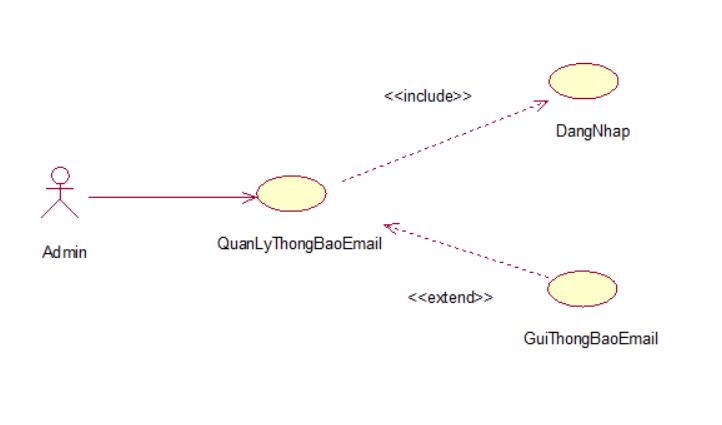 <<include>>
DangNhap
Admin
QuanLyThongBaoEmail
<<extend>>
GuiThongBaoEmail